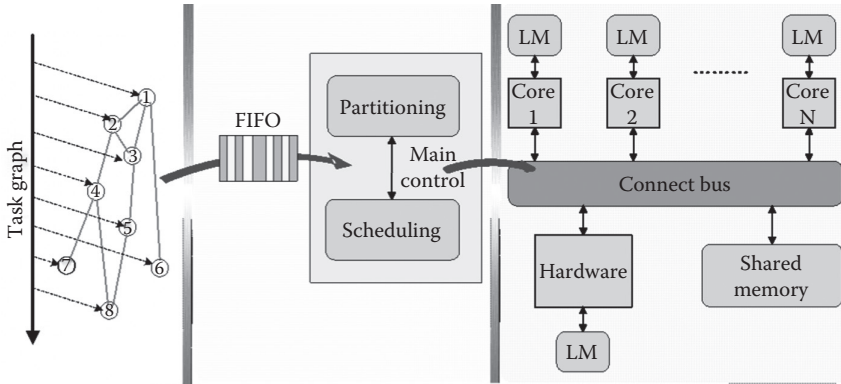 Task graph
1
2
3
4
5
6
7
8
FIFO
Partitioning
Main
control
Scheduling
LM
LM
LM
Core
1
Core
2
Core
N
Connect bus
Hardware
Shared
memory
LM